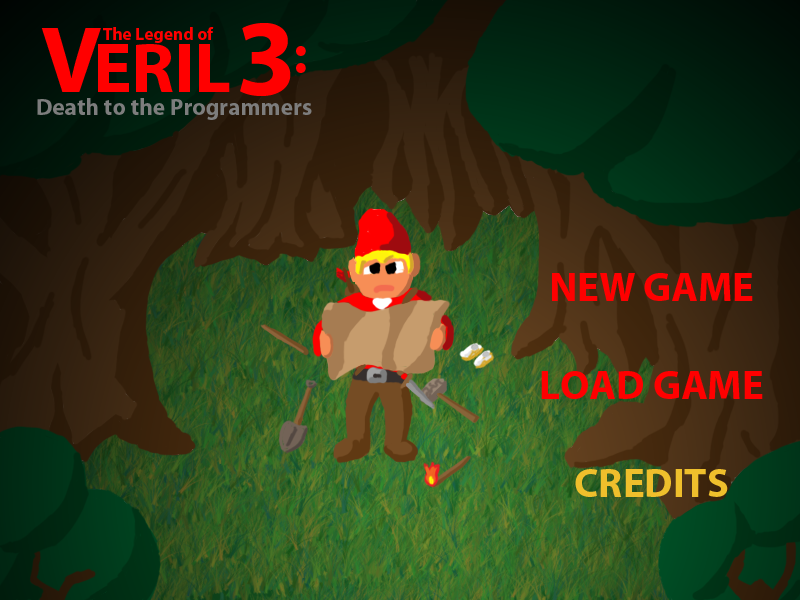 The Legend of
VERIL 3:
Death to the Programmers
NEW GAME
LOAD GAME
CREDITS